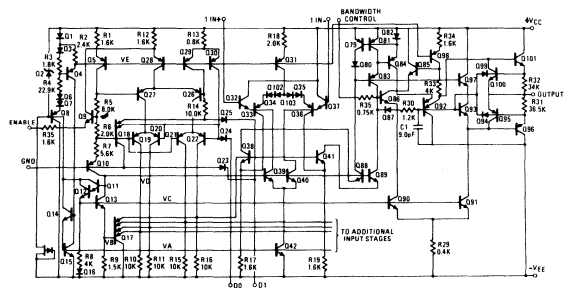 BANDWIDTH
CONTROL
1 IN+
1 IN-
+VCC
Q1
Q3
R2
2.4K
R1
1.6K
R12
1.6K
R13
0.8K
Q29
Q30
R18
2.0K
Q79
Q82
Q81
R34
1.6K
Q98
Q101
R3
1.8K
Q2
R4
22.9K
Q4
Q5
VE
Q28
Q31
Q80
Q83
Q84
Q85
Q97
Q99
Q100
R32
34K
OUTPUT
R31
36.5K
Q6
Q7
Q8
Q27
Q26
R14
10.0K
Q32
Q33
Q102
Q34
Q103
Q35
Q36
Q37
R35
0.75K
Q86
Q87
R30
1.2K
R33
4K
Q92
Q93
Q94
Q95
Q96
C1
9.0pF
ENABLE
R35
1.6K
Q9
R5
8.0K
R6
2.0K
R7
5.6K
Q18
Q19
Q20
Q21
Q22
Q25
Q24
Q23
GND
Q10
Q38
Q39
Q40
Q41
Q88
Q89
Q11
Q12
VD
Q13
VC
Q90
Q91
Q14
VB
Q17
TO ADDITIONAL
INPUT STAGES
VA
Q15
R8
4K
Q16
R9
1.5K
R10
10K
R11
10K
R15
10K
R16
10K
R17
1.6K
Q42
R19
1.6K
R29
0.4K
-VEE
D0
D1